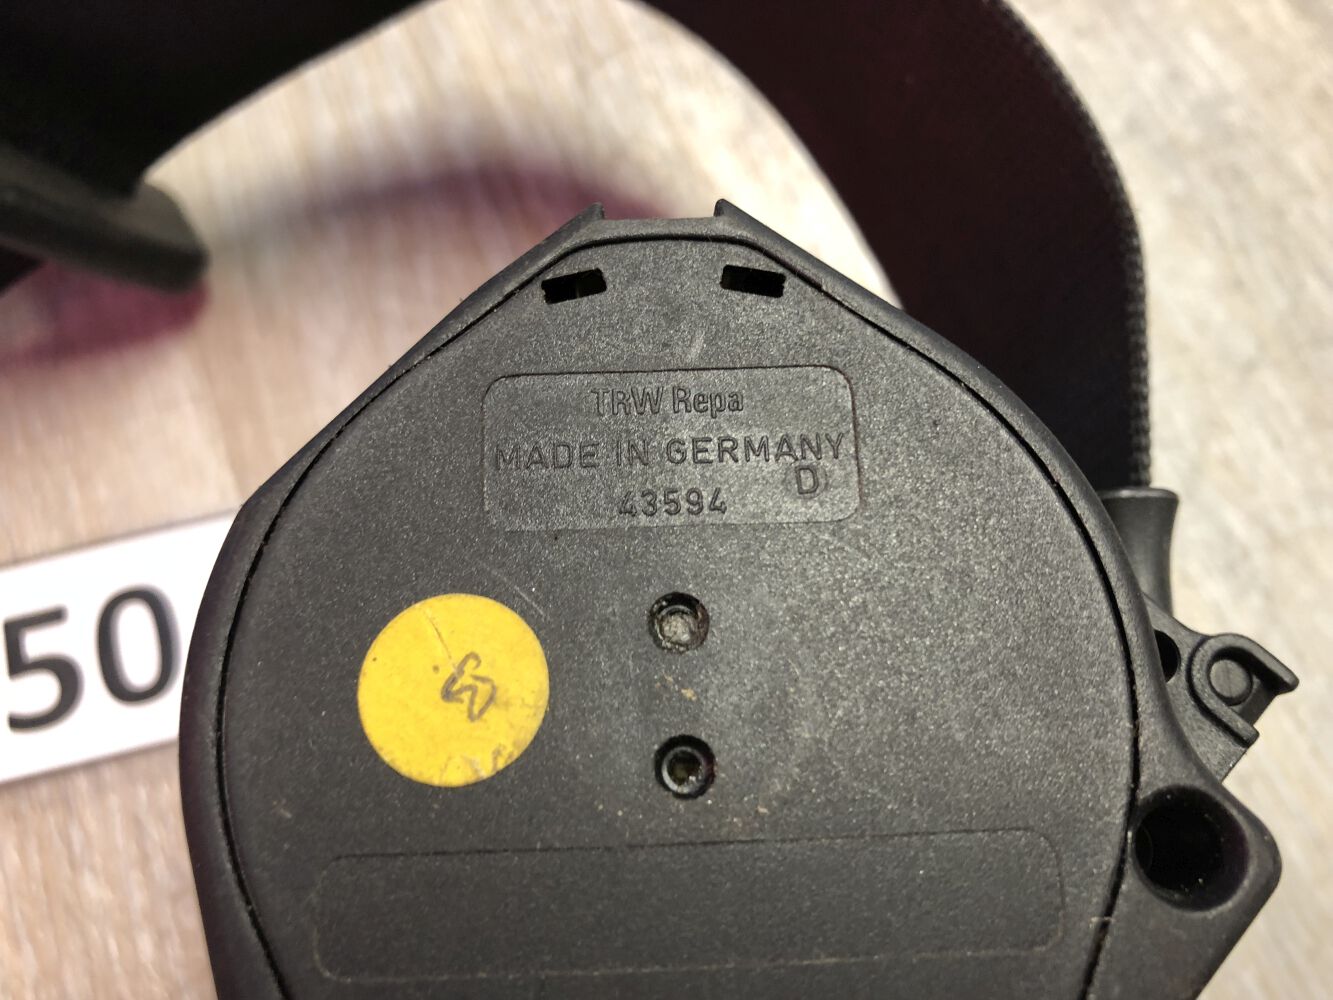 TRW Repa
MADE IN GERMANY
D
43594
50